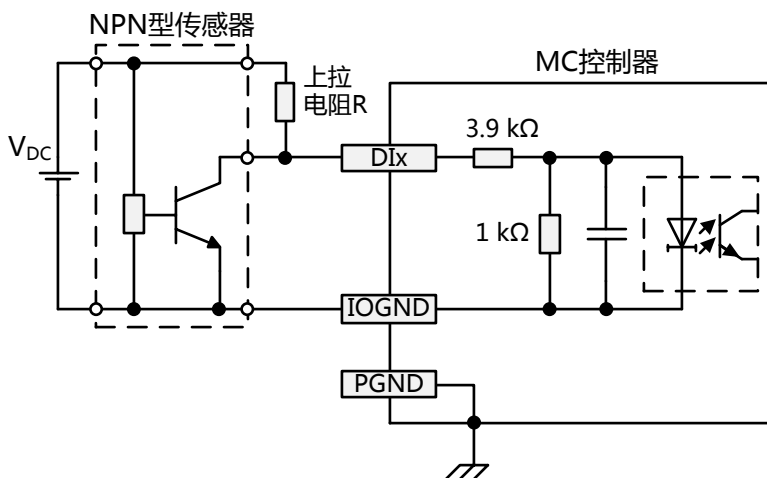 NPN型传感器
MC控制器
上拉
电阻R
3.9 kΩ
V_DC
DIx
1 kΩ
IOGND
PGND